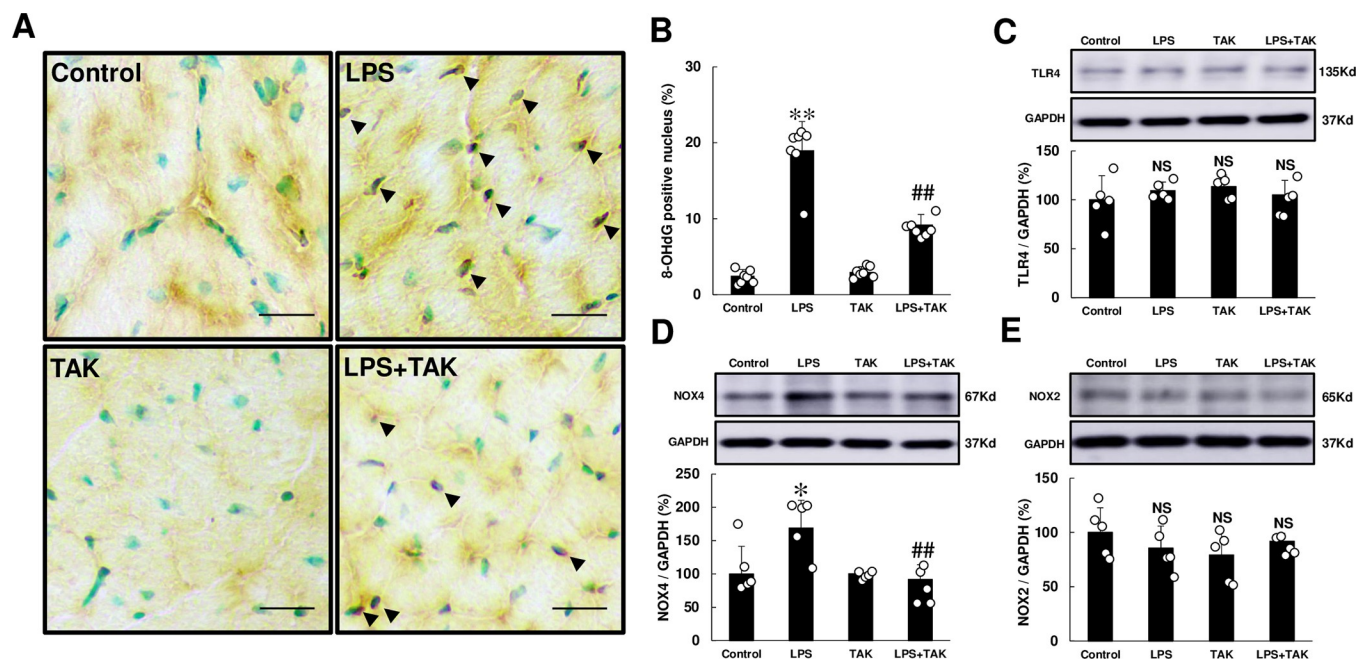 A
Control
LPS
TAK
LPS+TAK
B
8-OHdG positive nucleus (%)
30
20
10
0
**
##
Control LPS TAK LPS+TAK
C
Control LPS TAK LPS+TAK
TLR4 135Kd
GAPDH 37Kd
TLR4 / GAPDH (%)
150
100
50
0
NS NS NS
Control LPS TAK LPS+TAK
D
Control LPS TAK LPS+TAK
NOX4 67Kd
GAPDH 37Kd
NOX4 / GAPDH (%)
250
200
150
100
50
0
*
##
Control LPS TAK LPS+TAK
E
Control LPS TAK LPS+TAK
NOX2 65Kd
GAPDH 37Kd
NOX2 / GAPDH (%)
150
100
50
0
NS NS NS
Control LPS TAK LPS+TAK